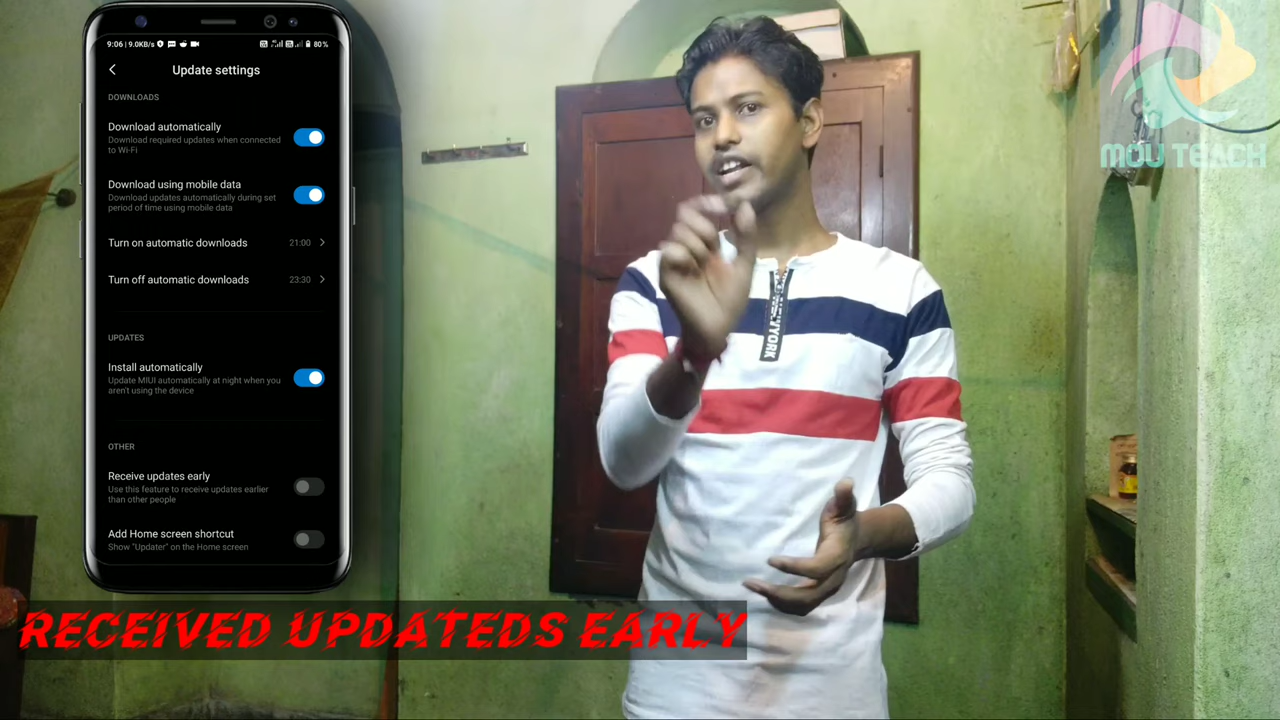 9:06 | 9.0KB/s
80%
Update settings
DOWNLOADS
Download automatically
Download required updates when connected
to Wi-Fi
Download using mobile data
Download updates automatically during set
period of time using mobile data
Turn on automatic downloads 21:00
Turn off automatic downloads 23:30
UPDATES
Install automatically
Update MIUI automatically at night when you
aren't using the device
OTHER
Receive updates early
Use this feature to receive updates earlier
than other people
Add Home screen shortcut
Show "Updater" on the Home screen
RECEIVED UPDATEDS EARLY
MOU TEACH